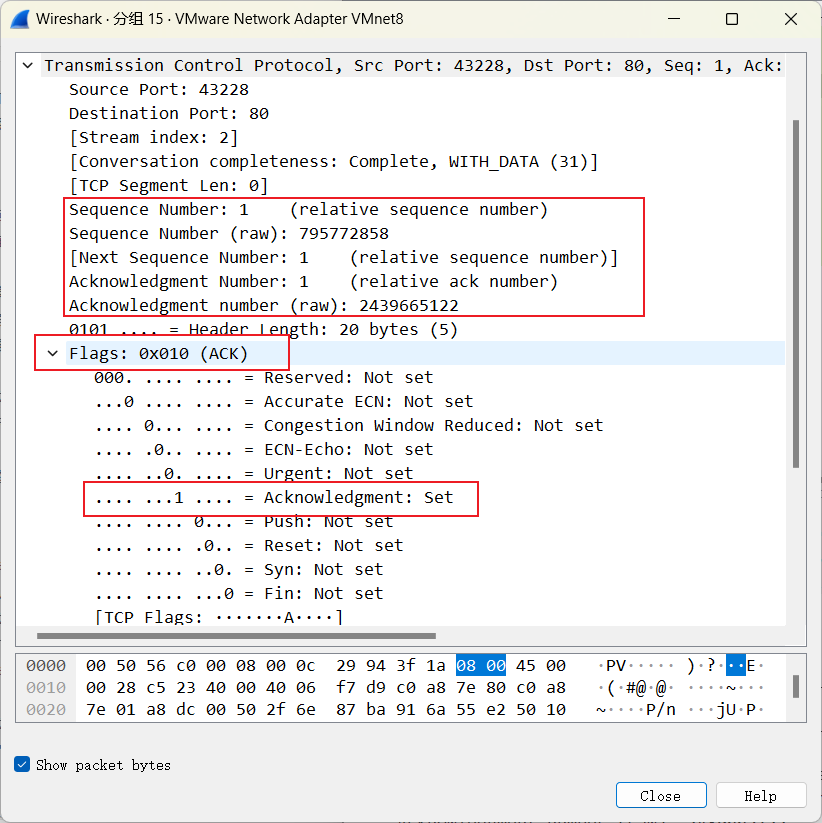 Wireshark · 分组 15 · VMware Network Adapter VMnet8
Transmission Control Protocol, Src Port: 43228, Dst Port: 80, Seq: 1, Ack:
Source Port: 43228
Destination Port: 80
[Stream index: 2]
[Conversation completeness: Complete, WITH_DATA (31)]
[TCP Segment Len: 0]
Sequence Number: 1    (relative sequence number)
Sequence Number (raw): 795772858
[Next Sequence Number: 1    (relative sequence number)]
Acknowledgment Number: 1    (relative ack number)
Acknowledgment number (raw): 2439665122
0101 .... = Header Length: 20 bytes (5)
Flags: 0x010 (ACK)
000. .... .... = Reserved: Not set
...0 .... .... = Accurate ECN: Not set
.... 0... .... = Congestion Window Reduced: Not set
.... .0.. .... = ECN-Echo: Not set
.... ..0. .... = Urgent: Not set
.... ...1 .... = Acknowledgment: Set
.... .... 0... = Push: Not set
.... .... .0.. = Reset: Not set
.... .... ..0. = Syn: Not set
.... .... ...0 = Fin: Not set
[TCP Flags: ·······A····]
0000  00 50 56 c0 00 08 00 0c  29 94 3f 1a 08 00 45 00  ·PV····· )·?···E·
0010  00 28 c5 23 40 00 40 06  f7 d9 c0 a8 7e 80 c0 a8  ·(·#@·@· ····~···
0020  7e 01 a8 dc 00 50 2f 6e  87 ba 91 6a 55 e2 50 10  ~····P/n ···jU·P·
Show packet bytes
Close Help